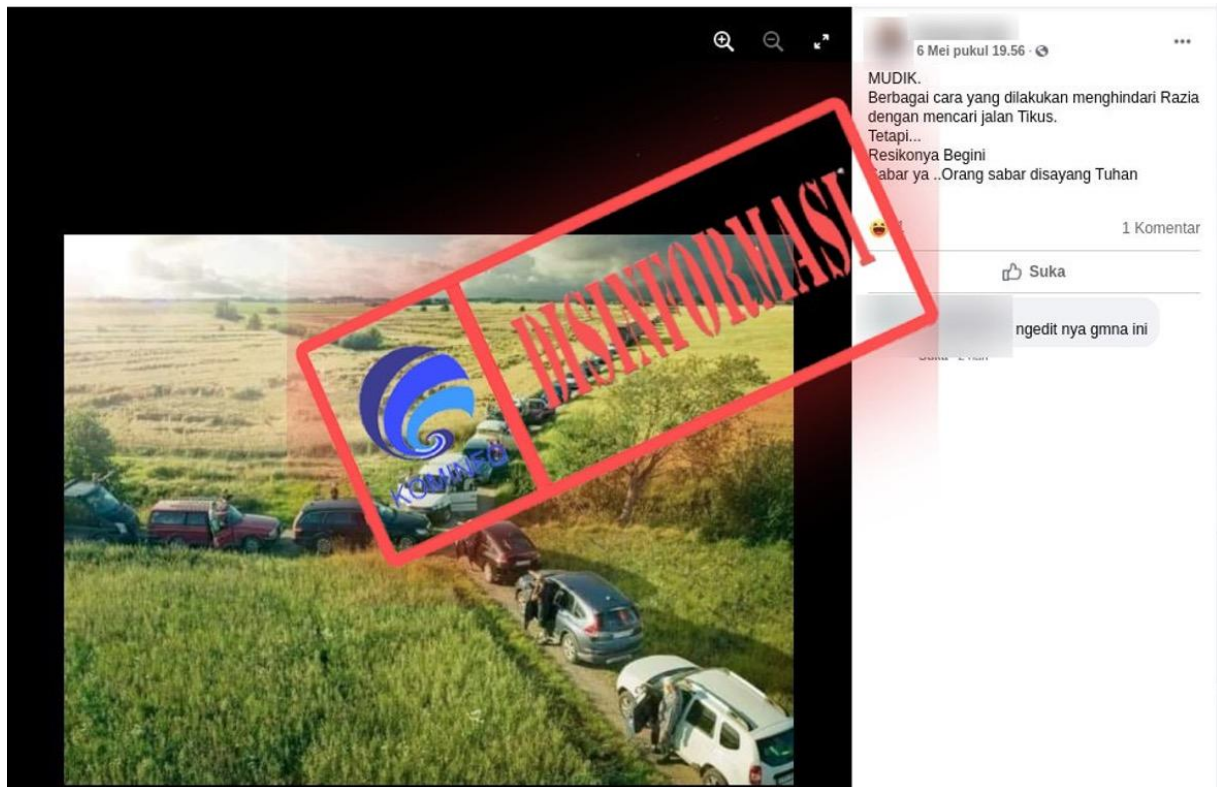 6 Mei pukul 19.56 ·
MUDIK.
Berbagai cara yang dilakukan menghindari Razia
dengan mencari jalan Tikus.
Tetapi...
Resikonya Begini
Sabar ya ..Orang sabar disayang Tuhan
1 Komentar
Suka
ngedit nya gmna ini
DISINFORMASI
KOMINFO